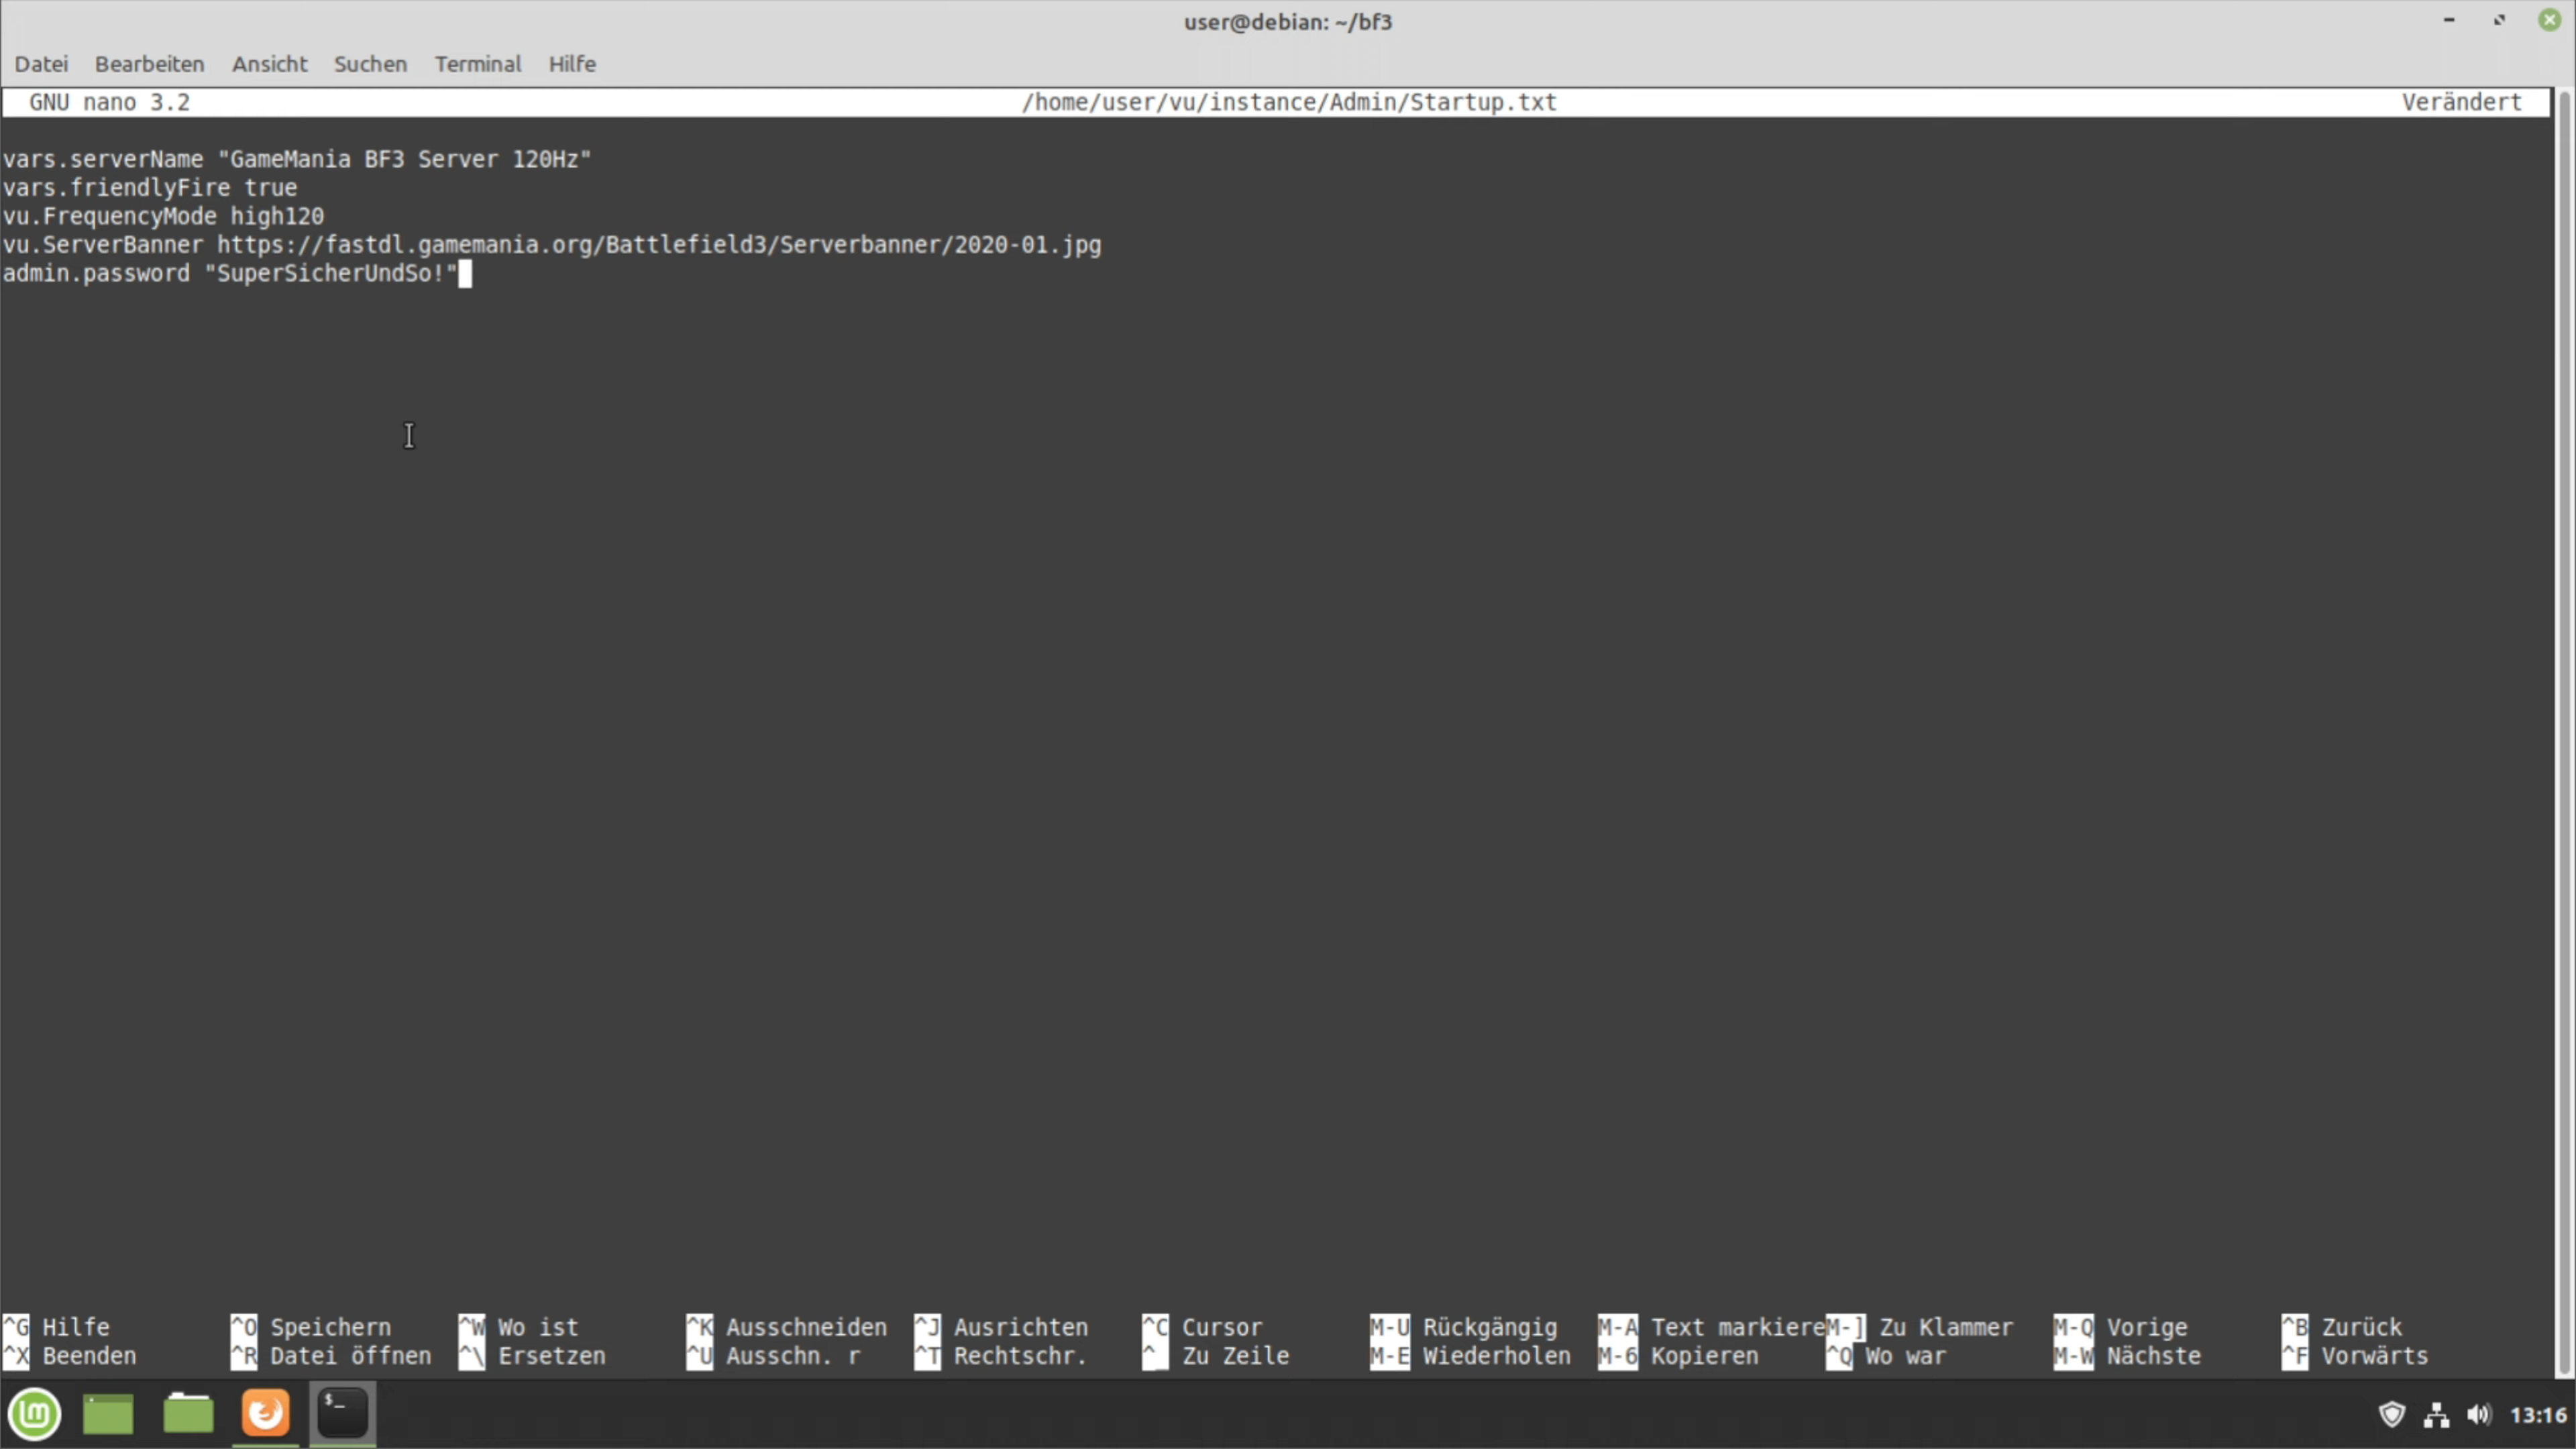 user@debian: ~/bf3
Datei Bearbeiten Ansicht Suchen Terminal Hilfe
GNU nano 3.2 /home/user/vu/instance/Admin/Startup.txt Verändert
vars.serverName "GameMania BF3 Server 120Hz"
vars.friendlyFire true
vu.FrequencyMode high120
vu.ServerBanner https://fastdl.gamemania.org/Battlefield3/Serverbanner/2020-01.jpg
admin.password "SuperSicherUndSo!"
^G Hilfe ^O Speichern ^W Wo ist ^K Ausschneiden ^J Ausrichten ^C Cursor M-U Rückgängig M-A Text markiere M-] Zu Klammer M-Q Vorige ^B Zurück
^X Beenden ^R Datei öffnen ^\ Ersetzen ^U Ausschn. r ^T Rechtschr. ^_ Zu Zeile M-E Wiederholen M-6 Kopieren ^Q Wo war M-W Nächste ^F Vorwärts
$_ 13:16